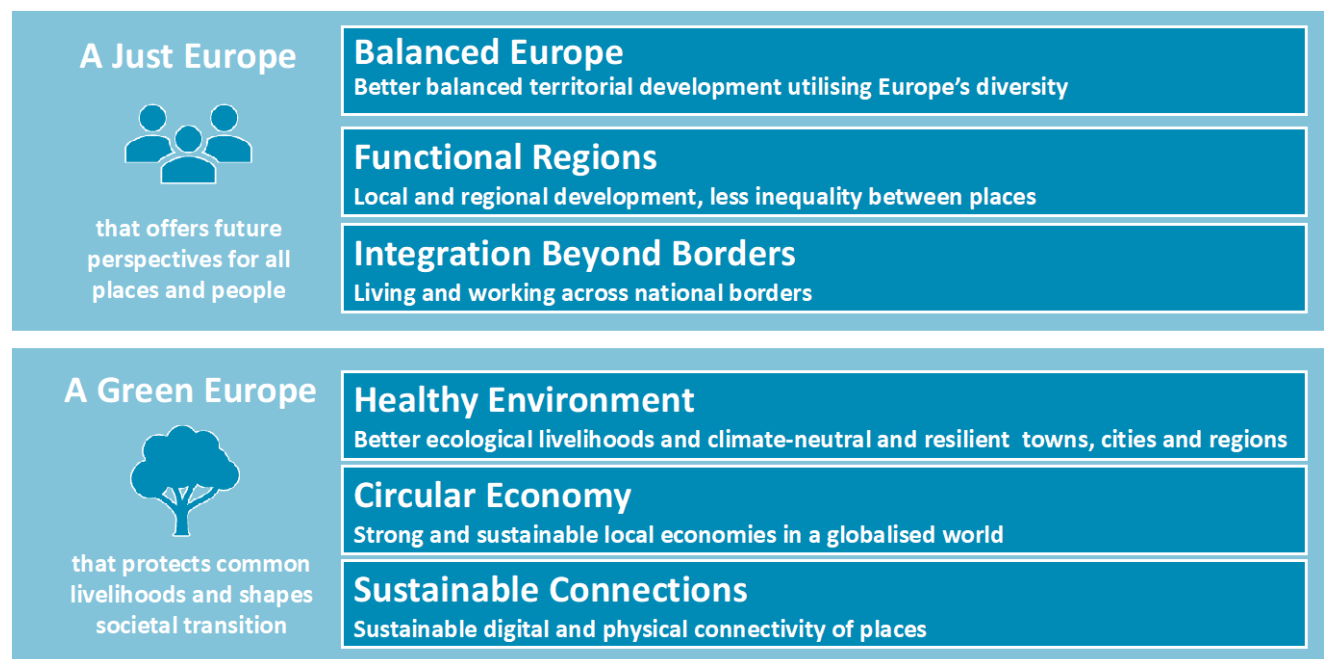 A Just Europe
that offers future
perspectives for all
places and people
Balanced Europe
Better balanced territorial development utilising Europe’s diversity
Functional Regions
Local and regional development, less inequality between places
Integration Beyond Borders
Living and working across national borders
A Green Europe
that protects common
livelihoods and shapes
societal transition
Healthy Environment
Better ecological livelihoods and climate-neutral and resilient  towns, cities and regions
Circular Economy
Strong and sustainable local economies in a globalised world
Sustainable Connections
Sustainable digital and physical connectivity of places